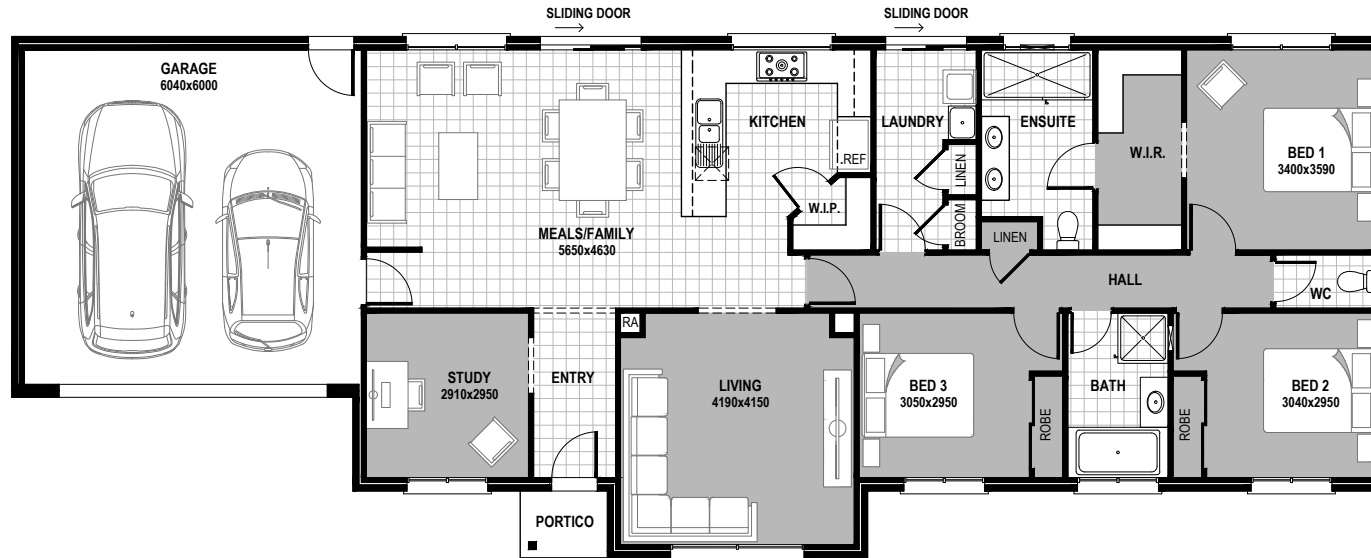 SLIDING DOOR
SLIDING DOOR
GARAGE
6040x6000
KITCHEN
LAUNDRY
ENSUITE
W.I.R.
BED 1
3400x3590
.REF
LINEN
W.I.P.
BROOM
LINEN
MEALS/FAMILY
5650x4630
HALL
WC
RA
STUDY
2910x2950
ENTRY
LIVING
4190x4150
BED 3
3050x2950
ROBE
BATH
ROBE
BED 2
3040x2950
PORTICO